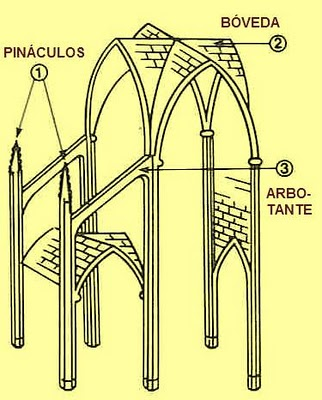 BÓVEDA
2
PINÁCULOS
1
3
ARBO-
TANTE